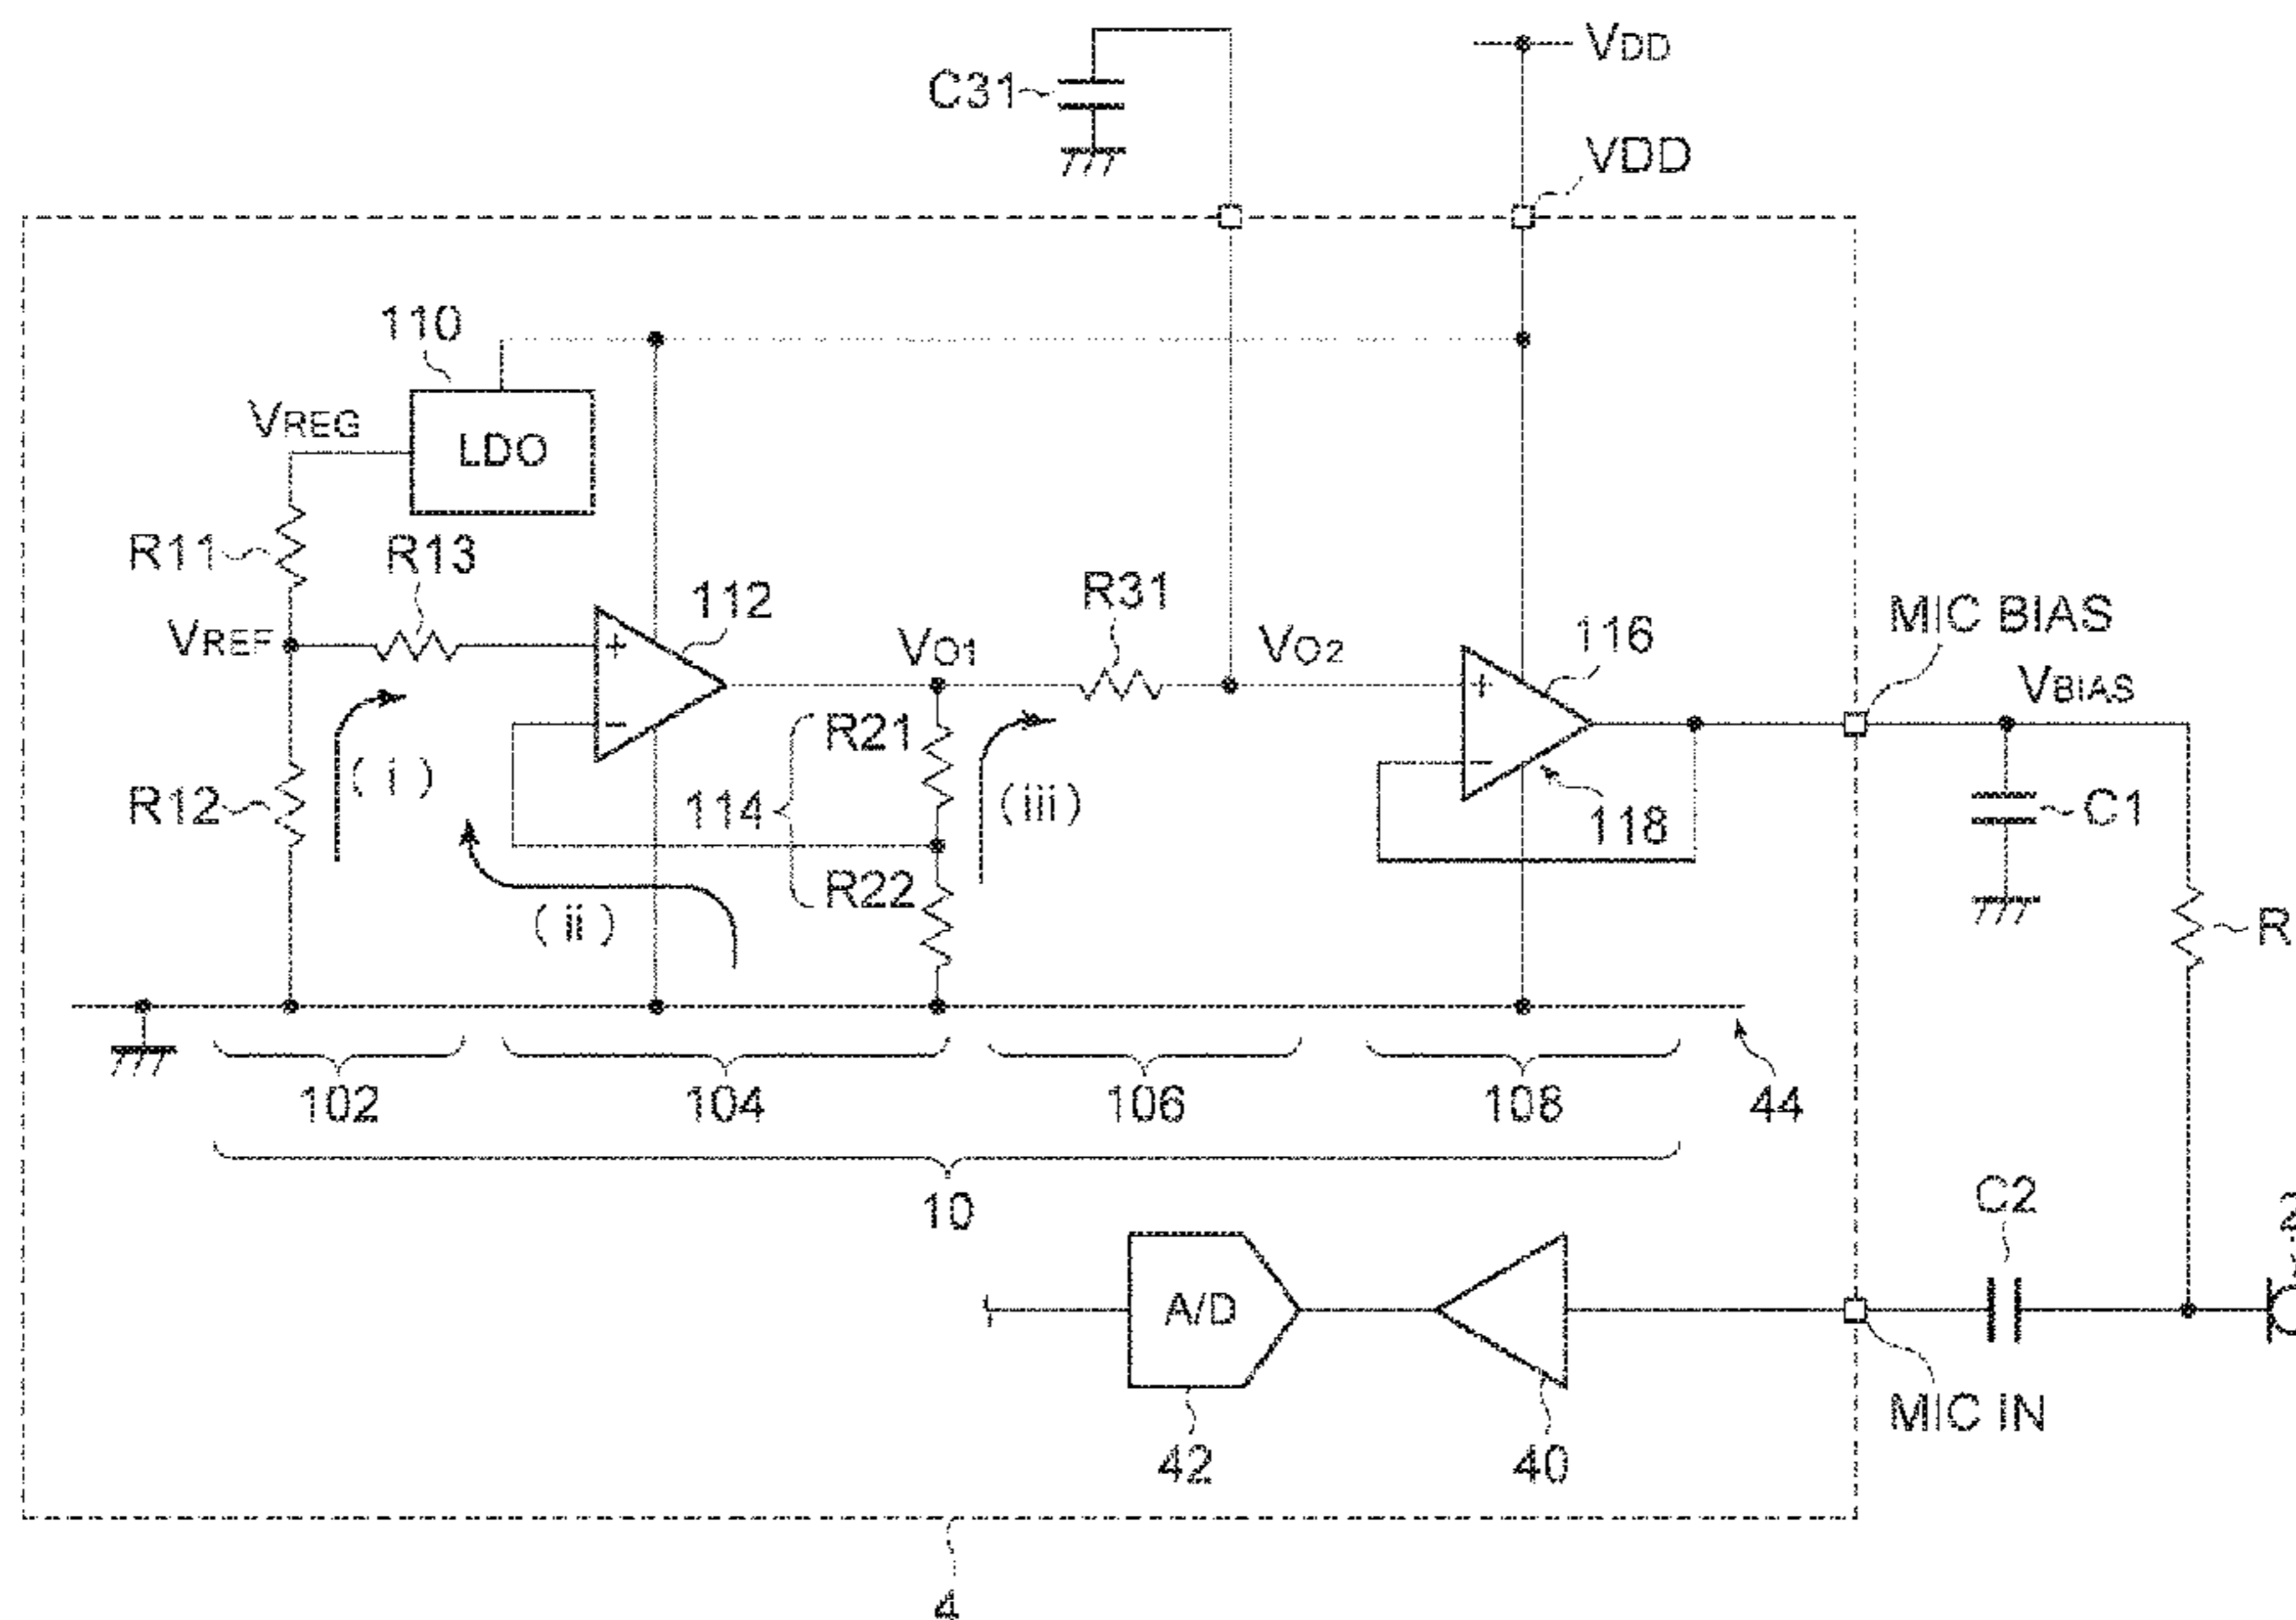 VDD
C31
VDD
110
VREG
LDO
R11
R13
112
R31
116
MIC BIAS
VREF
+
VO1
VO2
+
VBIAS
−
R21
(i)
114
(iii)
−
R12
118
C1
R22
(ii)
R
102
104
106
108
44
10
C2
A/D
MIC IN
42
40
4